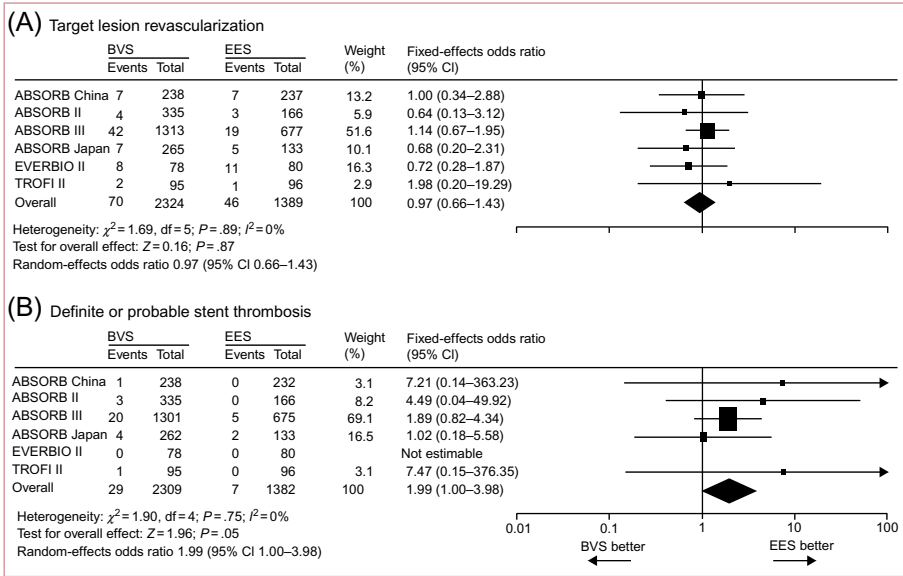 (A) Target lesion revascularization
BVS EES Weight Fixed-effects odds ratio
Events Total Events Total (%) (95% CI)
ABSORB China 7 238 7 237 13.2 1.00 (0.34–2.88)
ABSORB II 4 335 3 166 5.9 0.64 (0.13–3.12)
ABSORB III 42 1313 19 677 51.6 1.14 (0.67–1.95)
ABSORB Japan 7 265 5 133 10.1 0.68 (0.20–2.31)
EVERBIO II 8 78 11 80 16.3 0.72 (0.28–1.87)
TROFI II 2 95 1 96 2.9 1.98 (0.20–19.29)
Overall 70 2324 46 1389 100 0.97 (0.66–1.43)
Heterogeneity: χ²=1.69, df=5; P=.89; I²=0%
Test for overall effect: Z=0.16; P=.87
Random-effects odds ratio 0.97 (95% CI 0.66–1.43)
(B) Definite or probable stent thrombosis
BVS EES Weight Fixed-effects odds ratio
Events Total Events Total (%) (95% CI)
ABSORB China 1 238 0 232 3.1 7.21 (0.14–363.23)
ABSORB II 3 335 0 166 8.2 4.49 (0.04–49.92)
ABSORB III 20 1301 5 675 69.1 1.89 (0.82–4.34)
ABSORB Japan 4 262 2 133 16.5 1.02 (0.18–5.58)
EVERBIO II 0 78 0 80 Not estimable
TROFI II 1 95 0 96 3.1 7.47 (0.15–376.35)
Overall 29 2309 7 1382 100 1.99 (1.00–3.98)
Heterogeneity: χ²=1.90, df=4; P=.75; I²=0%
Test for overall effect: Z=1.96; P=.05
Random-effects odds ratio 1.99 (95% CI 1.00–3.98)
0.01 0.1 1 10 100
BVS better EES better